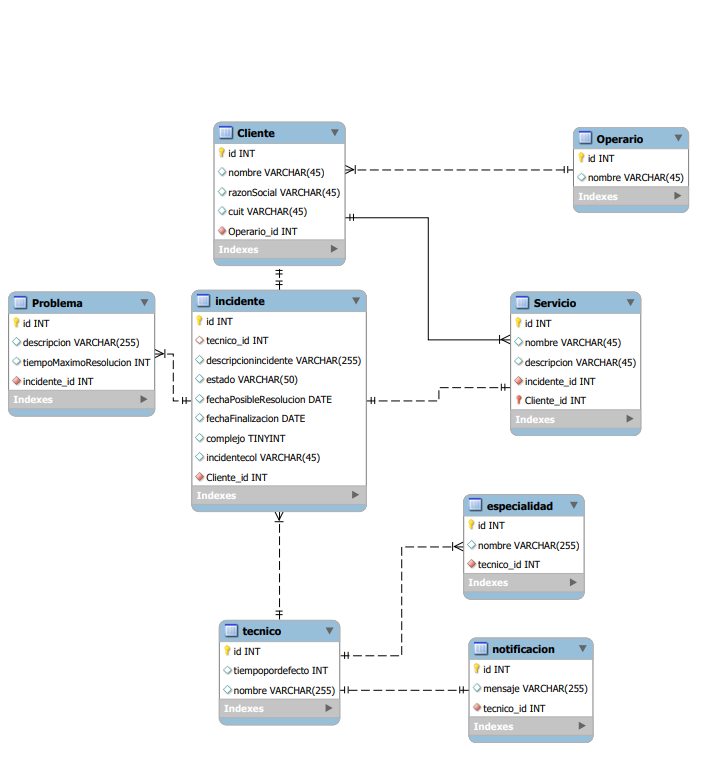 Cliente
id INT
nombre VARCHAR(45)
razonSocial VARCHAR(45)
cuit VARCHAR(45)
Operario_id INT
Indexes
Operario
id INT
nombre VARCHAR(45)
Indexes
Problema
id INT
descripcion VARCHAR(255)
tiempoMaximoResolucion INT
incidente_id INT
Indexes
incidente
id INT
tecnico_id INT
descripcionincidente VARCHAR(255)
estado VARCHAR(50)
fechaPosibleResolucion DATE
fechaFinalizacion DATE
complejo TINYINT
incidentecol VARCHAR(45)
Cliente_id INT
Indexes
Servicio
id INT
nombre VARCHAR(45)
descripcion VARCHAR(45)
incidente_id INT
Cliente_id INT
Indexes
especialidad
id INT
nombre VARCHAR(255)
tecnico_id INT
Indexes
tecnico
id INT
tiempopordefecto INT
nombre VARCHAR(255)
Indexes
notificacion
id INT
mensaje VARCHAR(255)
tecnico_id INT
Indexes